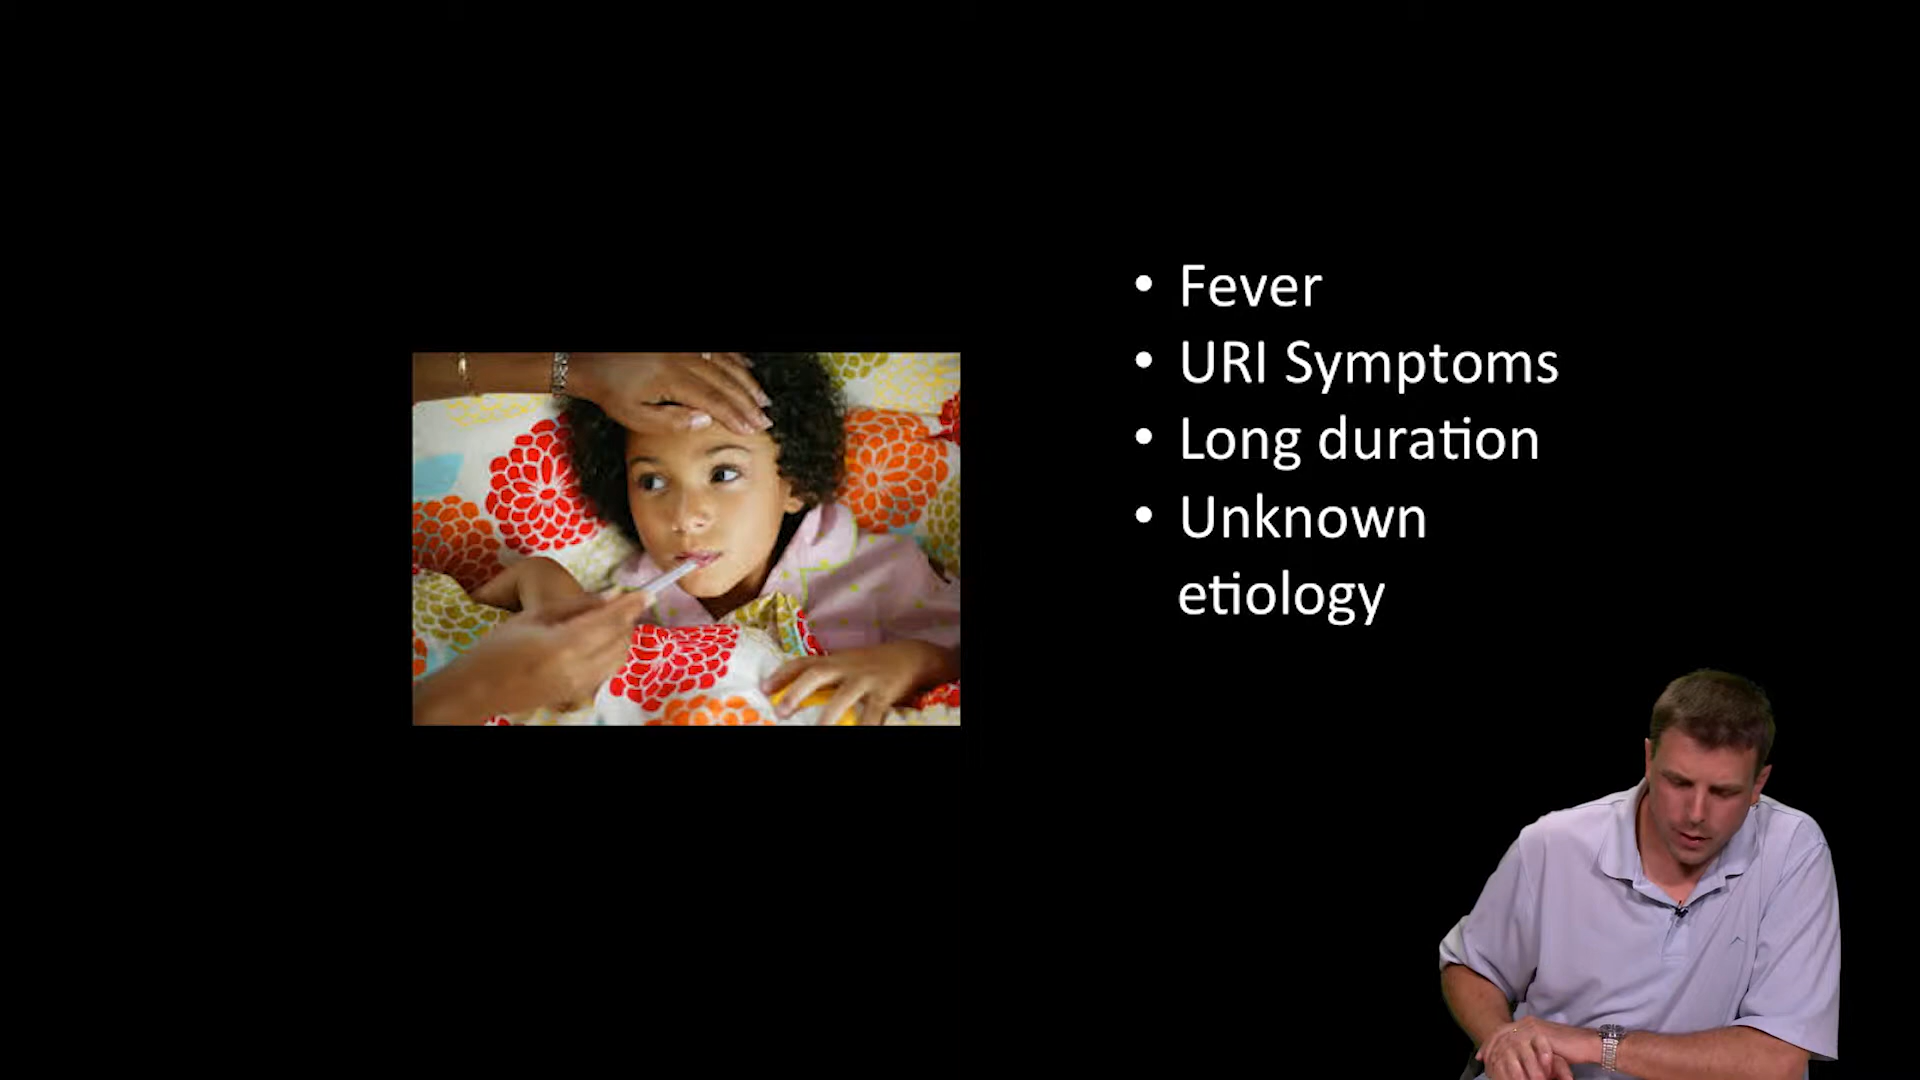 • Fever
• URI Symptoms
• Long duration
• Unknown
etiology